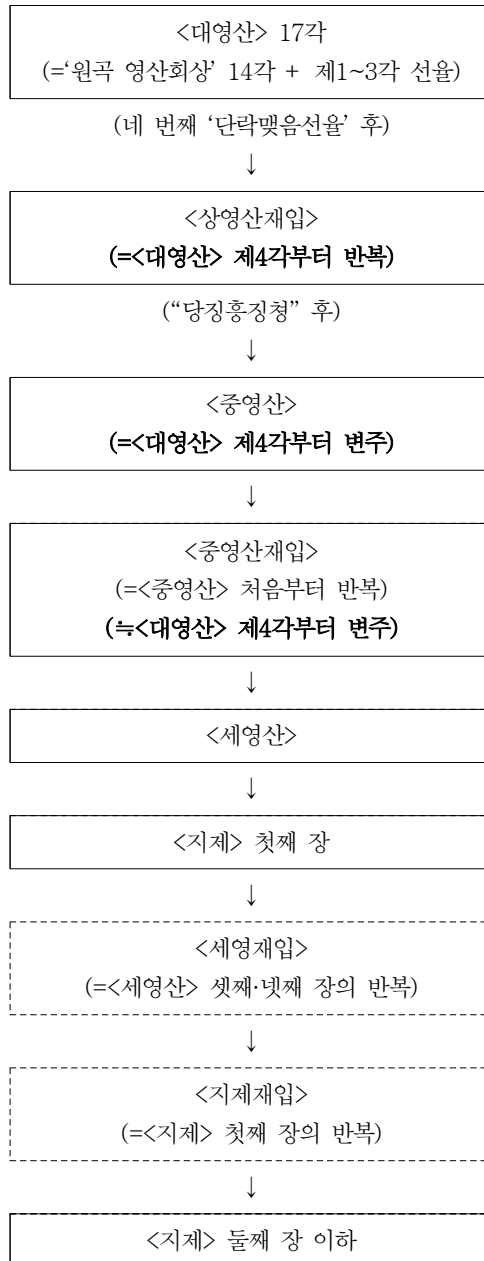 <대영산> 17각
(=‘원곡 영산회상’ 14각 + 제1~3각 선율)
(네 번째 ‘단락맺음선율’ 후)
↓
<상영산재입>
(=<대영산> 제4각부터 반복)
(“당징흥징쳥” 후)
↓
<중영산>
(=<대영산> 제4각부터 변주)
↓
<중영산재입>
(=<중영산> 처음부터 반복)
(≒<대영산> 제4각부터 변주)
↓
<세영산>
↓
<지제> 첫째 장
↓
<세영재입>
(=<세영산> 셋째·넷째 장의 반복)
↓
<지제재입>
(=<지제> 첫째 장의 반복)
↓
<지제> 둘째 장 이하